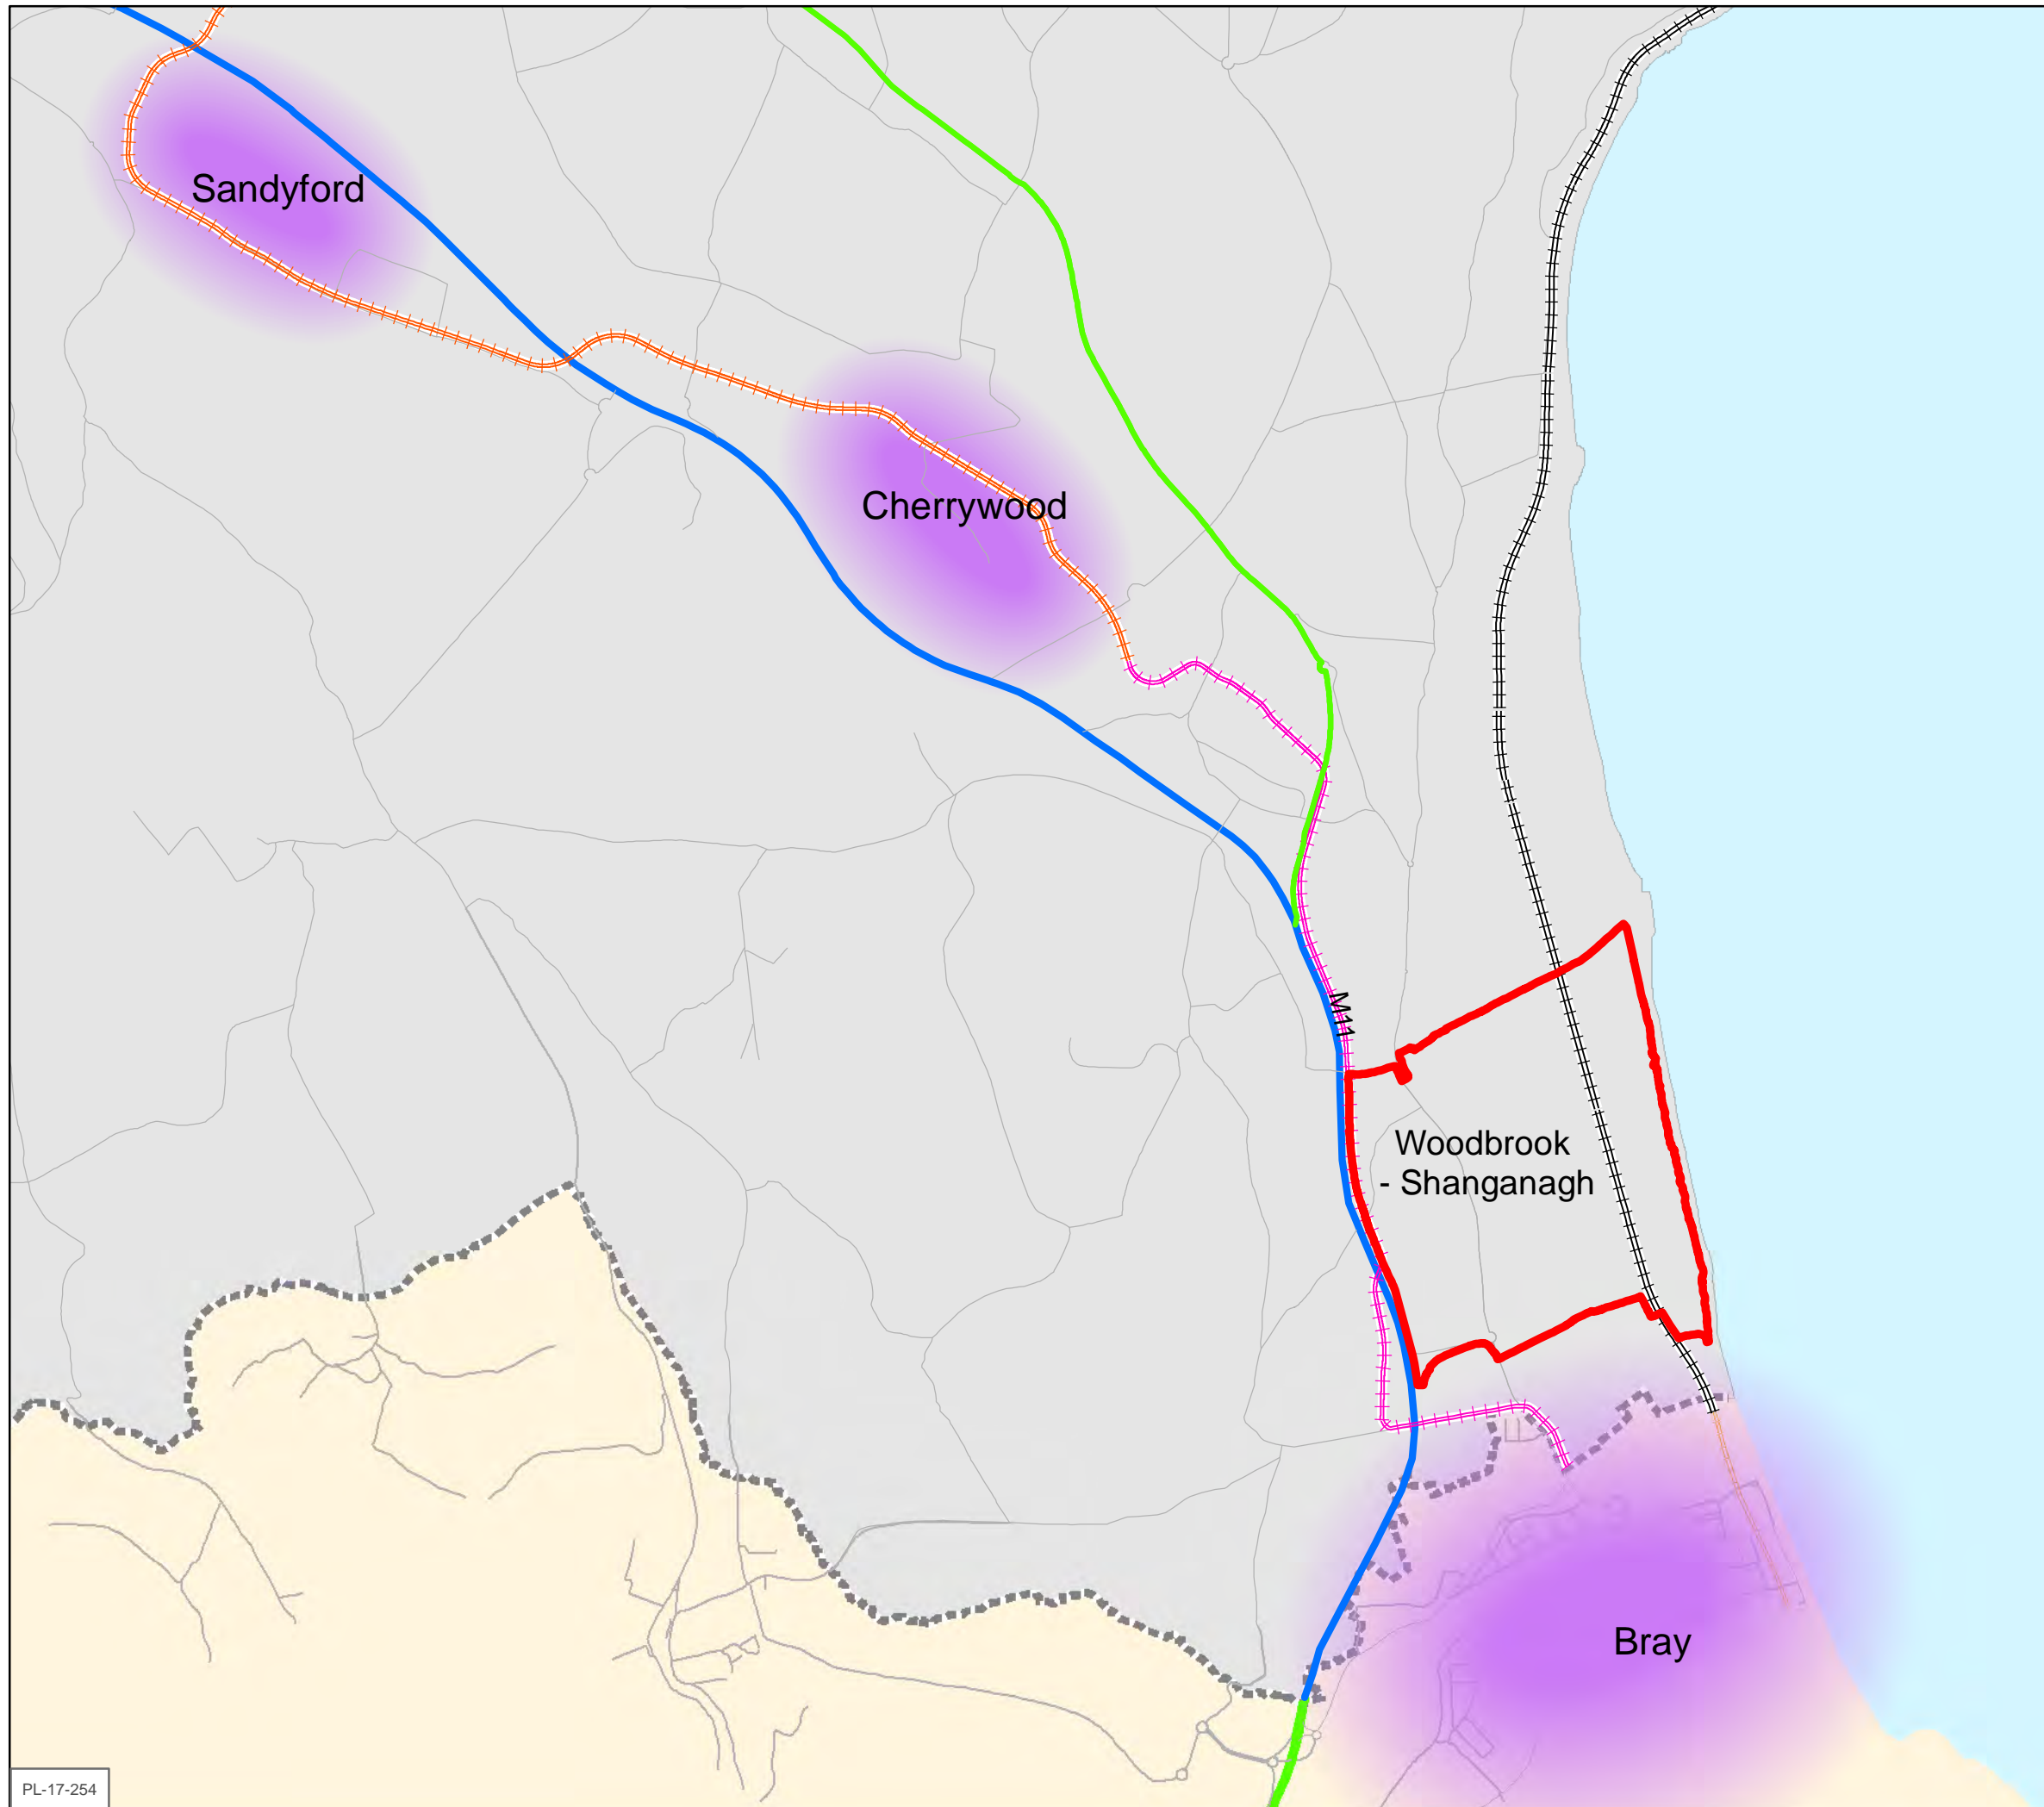 Sandyford
Cherrywood
M11
Woodbrook
- Shanganagh
Bray
PL-17-254